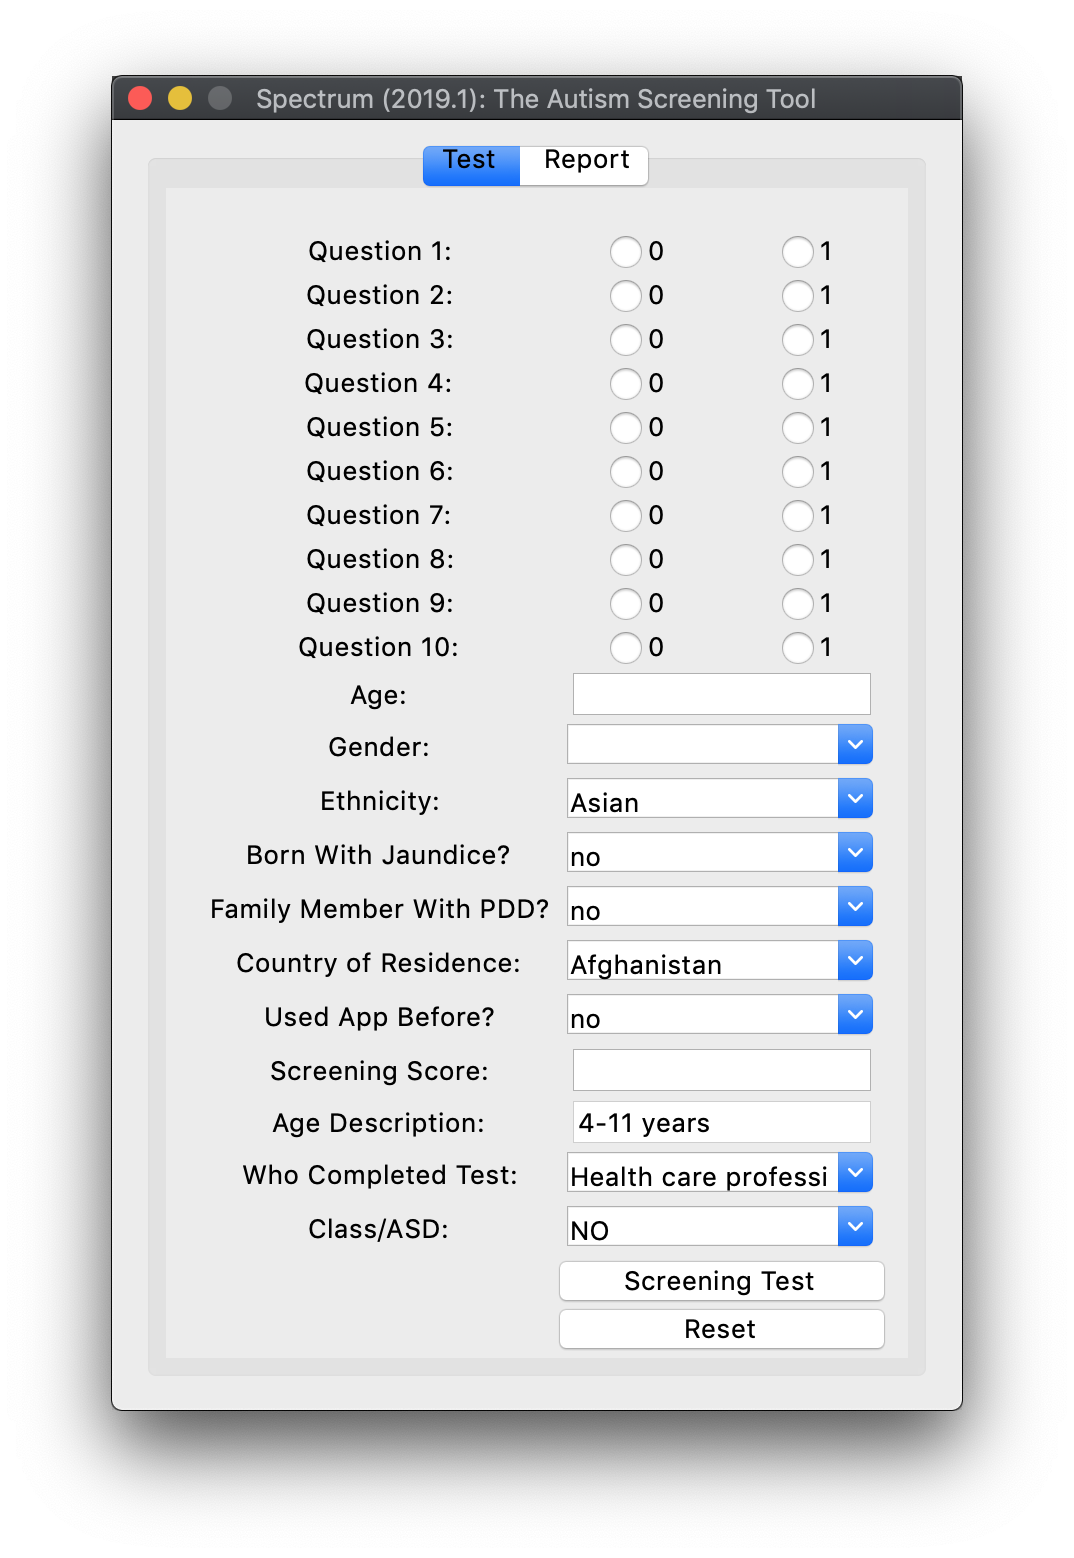 Spectrum (2019.1): The Autism Screening Tool
Test Report
Question 1: 0 1
Question 2: 0 1
Question 3: 0 1
Question 4: 0 1
Question 5: 0 1
Question 6: 0 1
Question 7: 0 1
Question 8: 0 1
Question 9: 0 1
Question 10: 0 1
Age:
Gender:
Ethnicity: Asian
Born With Jaundice? no
Family Member With PDD? no
Country of Residence: Afghanistan
Used App Before? no
Screening Score:
Age Description: 4-11 years
Who Completed Test: Health care professi
Class/ASD: NO
Screening Test
Reset